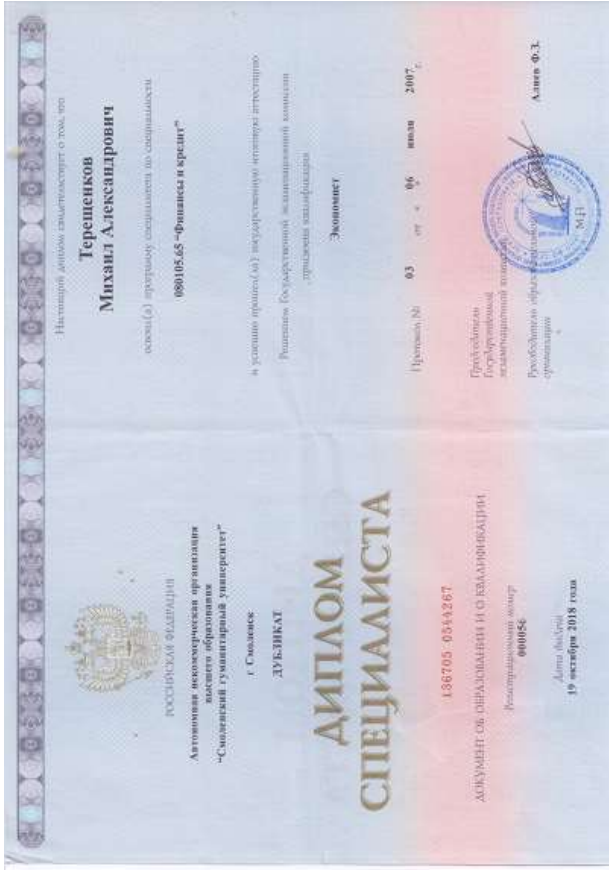 РОССИЙСКАЯ ФЕДЕРАЦИЯ
Автономная некоммерческая организация
высшего образования
"Смоленский гуманитарный университет"
г Смоленск
ДУБЛИКАТ
ДИПЛОМ
СПЕЦИАЛИСТА
136705 0544267
ДОКУМЕНТ ОБ ОБРАЗОВАНИИ И О КВАЛИФИКАЦИИ
Регистрационный номер
000056
Дата выдачи
19 октября 2018 года
Настоящий диплом свидетельствует о том, что
Терещенков
Михаил Александрович
освоил(а) программу специалитета по специальности
080105.65 "Финансы и кредит"
и успешно прошел(ла) государственную итоговую аттестацию
Решением Государственной экзаменационной комиссии
присвоена квалификация
Экономист
Протокол № 03 от « 06 » июля 2007 г.
Председатель
Государственной
экзаменационной комиссии
Руководитель образовательной
организации
Алиев Ф.З.
М.П